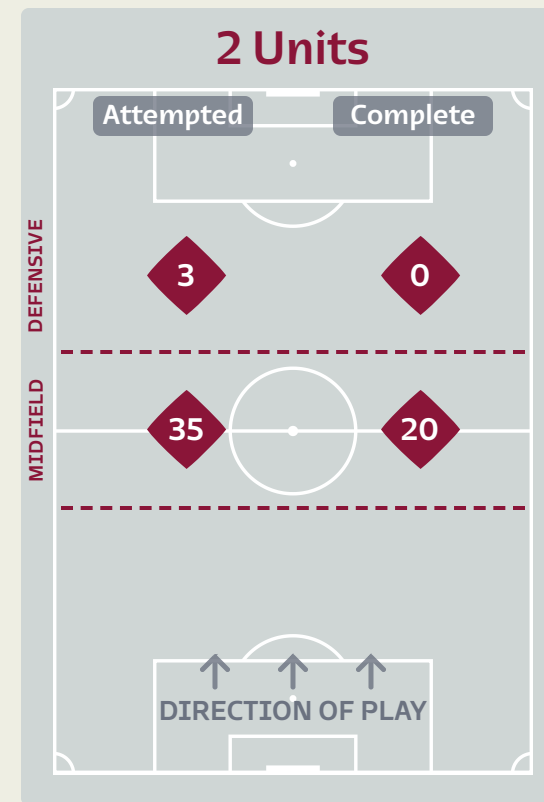 2 Units
Attempted Complete
DEFENSIVE
3 0
MIDFIELD
35 20
DIRECTION OF PLAY